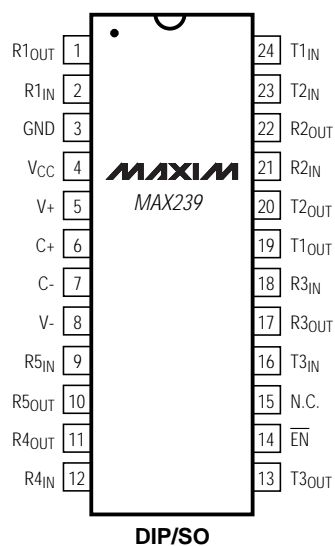 R1OUT 1 24 T1IN
R1IN 2 23 T2IN
GND 3 22 R2OUT
VCC 4 21 R2IN
MAXIM
V+ 5 MAX239 20 T2OUT
C+ 6 19 T1OUT
C- 7 18 R3IN
V- 8 17 R3OUT
R5IN 9 16 T3IN
R5OUT 10 15 N.C.
R4OUT 11 14 E̅N̅
R4IN 12 13 T3OUT
DIP/SO